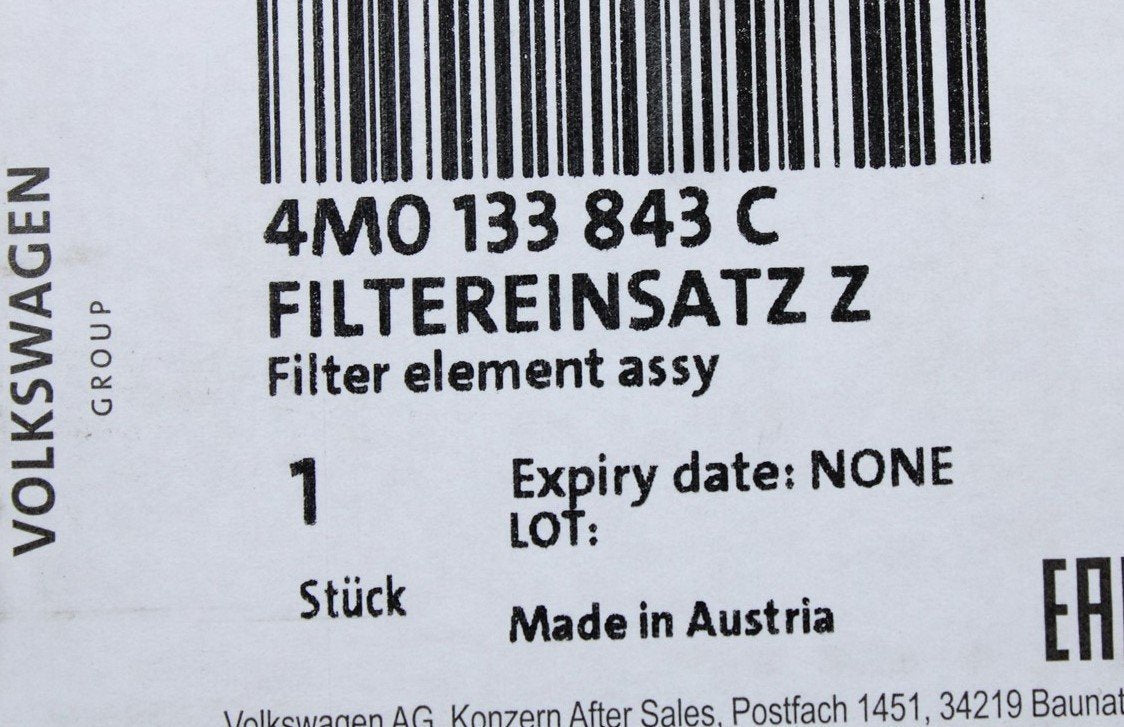 VOLKSWAGEN
GROUP
4M0 133 843 C
FILTEREINSATZ Z
Filter element assy
1
Expiry date: NONE
LOT:
Stück
Made in Austria
Volkswagen AG, Konzern After Sales, Postfach 1451, 34219 Baunat